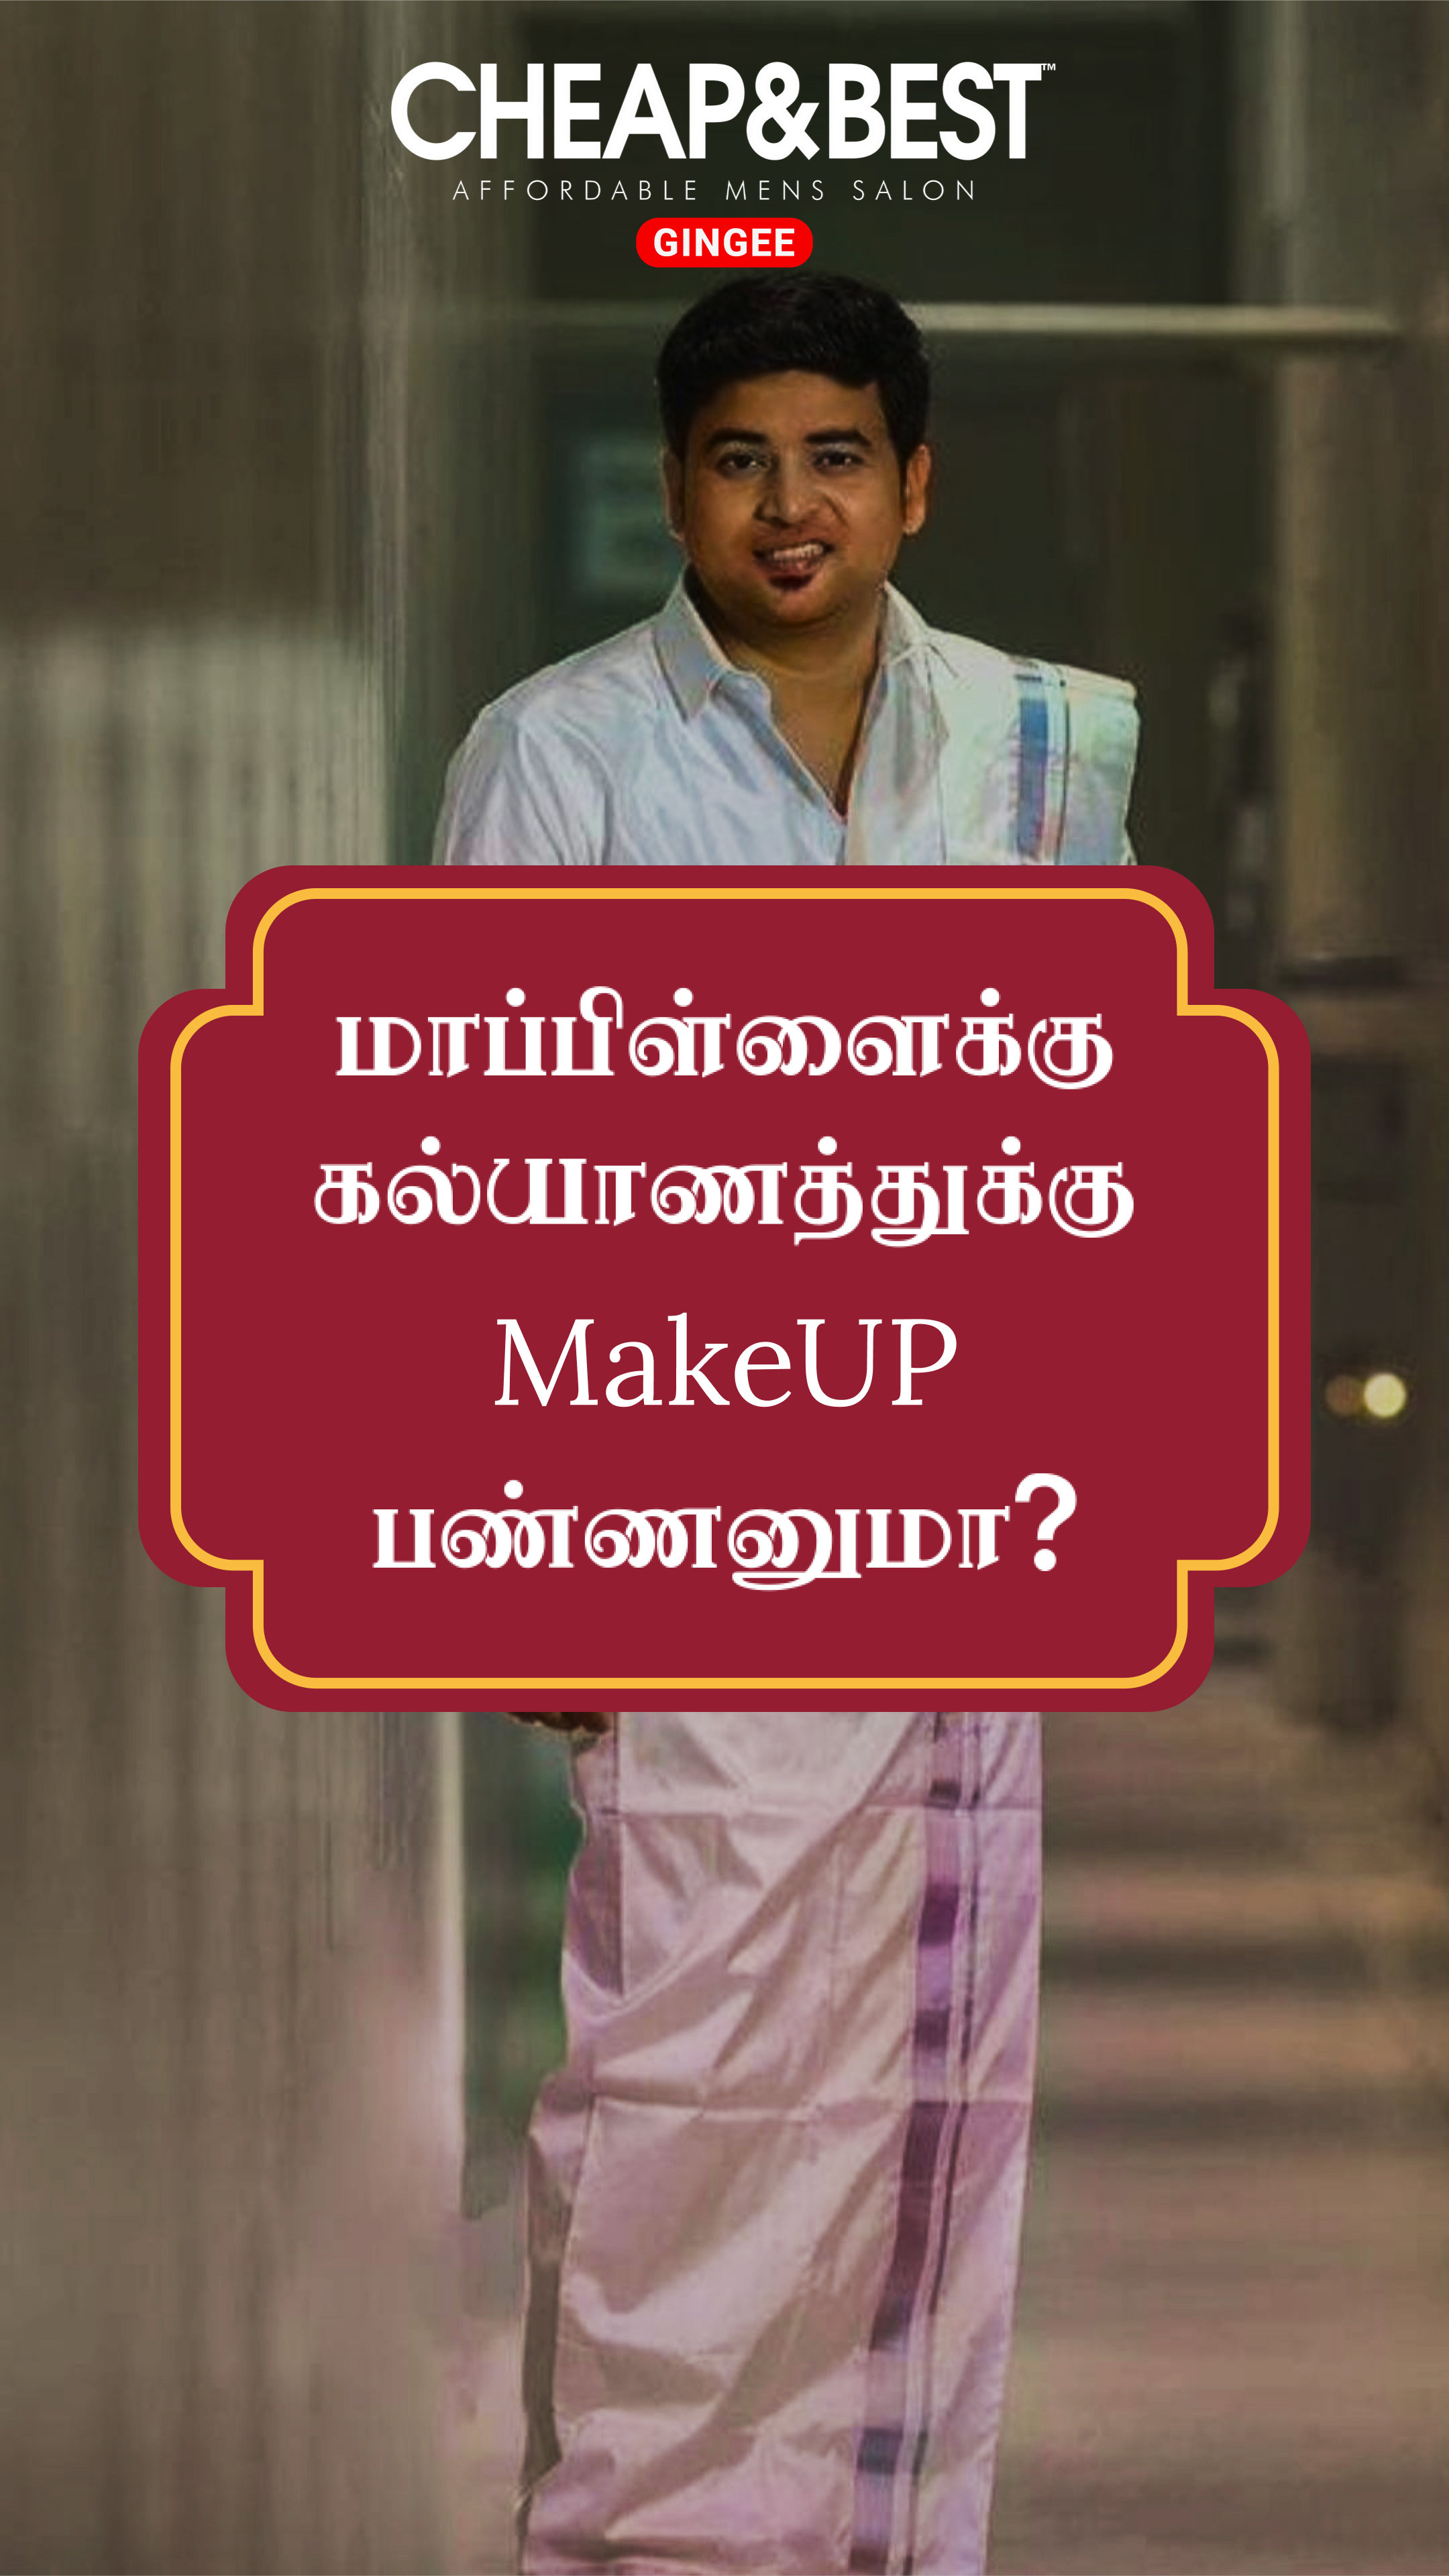 CHEAP&BEST™
AFFORDABLE MENS SALON
GINGEE
மாப்பிள்ளைக்கு
கல்யாணத்துக்கு
MakeUP
பண்ணனுமா?